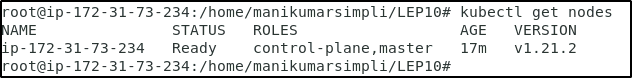 root@ip-172-31-73-234:/home/manikumarsimpli/LEP10# kubectl get nodes
NAME               STATUS   ROLES                  AGE   VERSION
ip-172-31-73-234   Ready    control-plane,master   17m   v1.21.2
root@ip-172-31-73-234:/home/manikumarsimpli/LEP10#